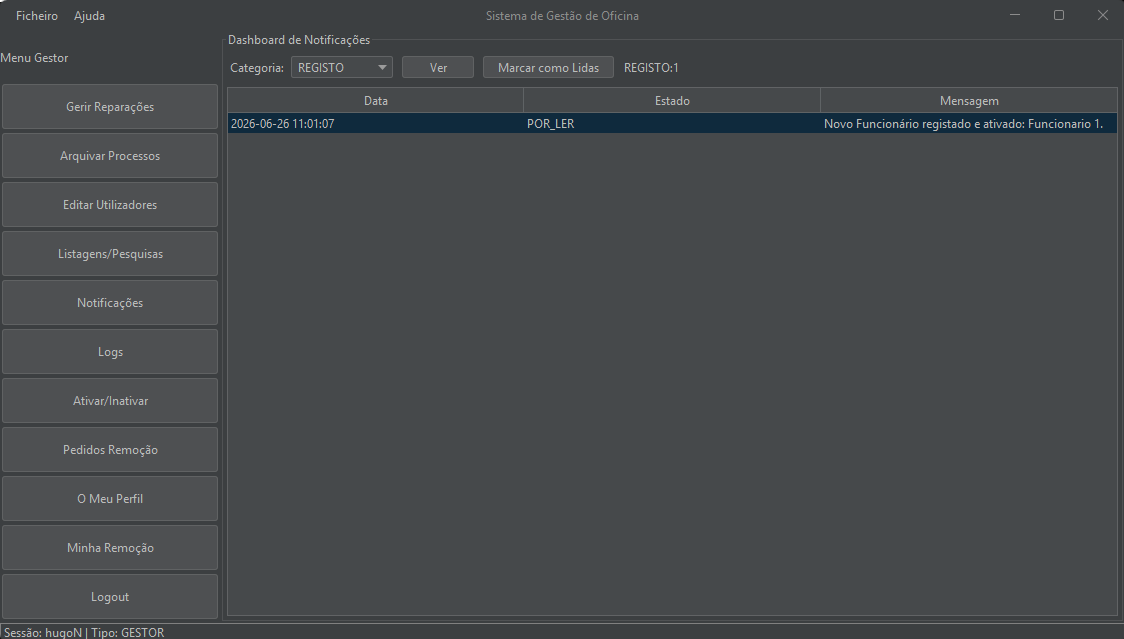 Ficheiro Ajuda Sistema de Gestão de Oficina
Menu Gestor
Gerir Reparações
Arquivar Processos
Editar Utilizadores
Listagens/Pesquisas
Notificações
Logs
Ativar/Inativar
Pedidos Remoção
O Meu Perfil
Minha Remoção
Logout
Dashboard de Notificações
Categoria: REGISTO Ver Marcar como Lidas REGISTO:1
Data Estado Mensagem
2026-06-26 11:01:07 POR_LER Novo Funcionário registado e ativado: Funcionario 1.
Sessão: hugoN | Tipo: GESTOR